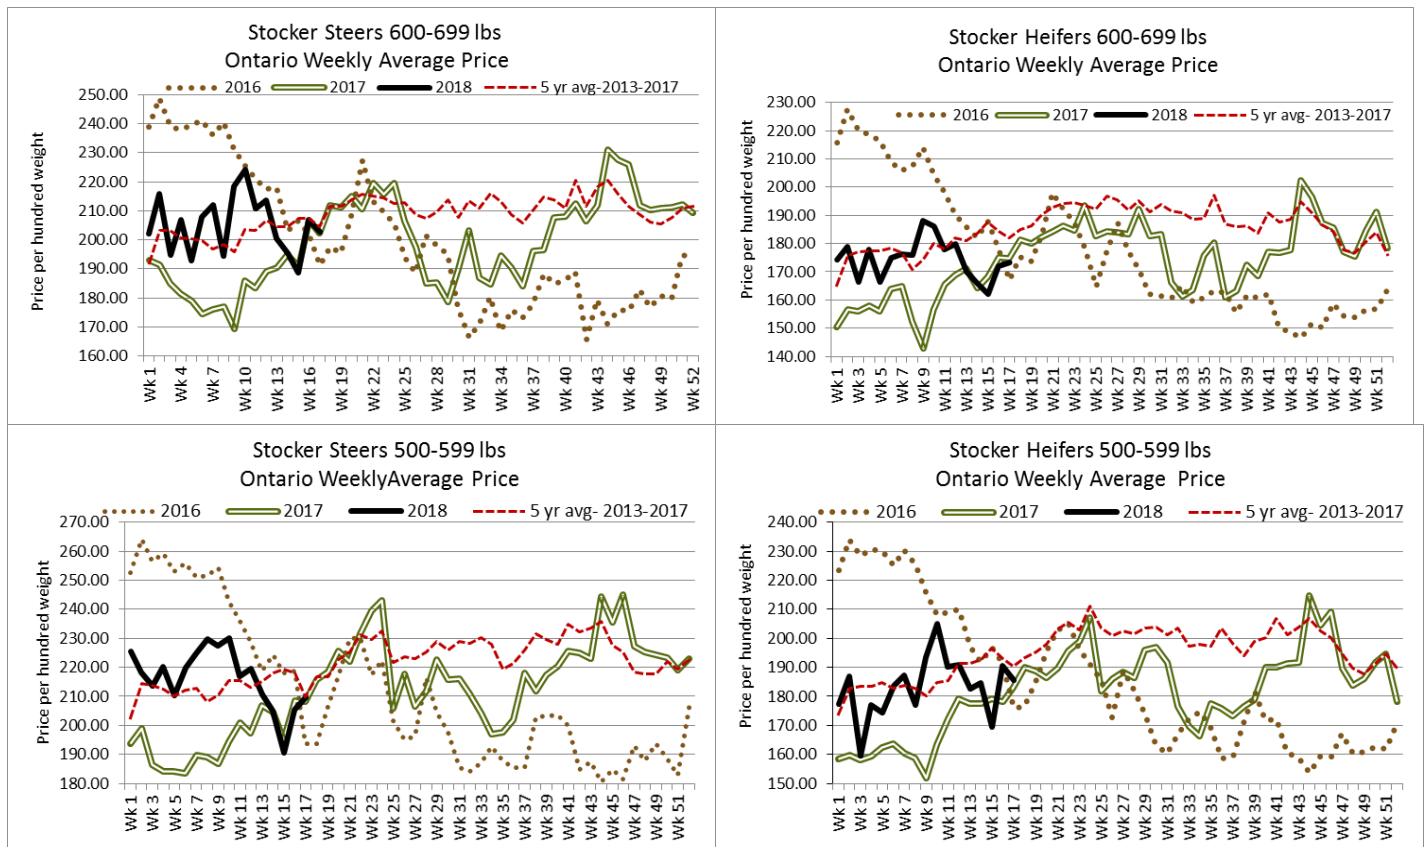 Stocker Steers 600-699 lbs
Ontario Weekly Average Price
2016 2017 2018 5 yr avg-2013-2017
Price per hundred weight
250.00
240.00
230.00
220.00
210.00
200.00
190.00
180.00
170.00
160.00
Wk 1 Wk 4 Wk 7 Wk 10 Wk 13 Wk 16 Wk 19 Wk 22 Wk 25 Wk 28 Wk 31 Wk 34 Wk 37 Wk 40 Wk 43 Wk 46 Wk 49 Wk 52
Stocker Heifers 600-699 lbs
Ontario Weekly Average Price
2016 2017 2018 5 yr avg- 2013-2017
Price per hundred weight
230.00
220.00
210.00
200.00
190.00
180.00
170.00
160.00
150.00
140.00
Wk 1 Wk 3 Wk 5 Wk 7 Wk 9 Wk 11 Wk 13 Wk 15 Wk 17 Wk 19 Wk 21 Wk 23 Wk 25 Wk 27 Wk 29 Wk 31 Wk 33 Wk 35 Wk 37 Wk 39 Wk 41 Wk 43 Wk 45 Wk 47 Wk 49 Wk 51
Stocker Steers 500-599 lbs
Ontario WeeklyAverage Price
2016 2017 2018 5 yr avg- 2013-2017
Price per hundred weight
270.00
260.00
250.00
240.00
230.00
220.00
210.00
200.00
190.00
180.00
Wk 1 Wk 3 Wk 5 Wk 7 Wk 9 Wk 11 Wk 13 Wk 15 Wk 17 Wk 19 Wk 21 Wk 23 Wk 25 Wk 27 Wk 29 Wk 31 Wk 33 Wk 35 Wk 37 Wk 39 Wk 41 Wk 43 Wk 45 Wk 47 Wk 49 Wk 51
Stocker Heifers 500-599 lbs
Ontario Weekly Average Price
2016 2017 2018 5 yr avg- 2013-2017
Price per hundred weight
240.00
230.00
220.00
210.00
200.00
190.00
180.00
170.00
160.00
150.00
Wk 1 Wk 3 Wk 5 Wk 7 Wk 9 Wk 11 Wk 13 Wk 15 Wk 17 Wk 19 Wk 21 Wk 23 Wk 25 Wk 27 Wk 29 Wk 31 Wk 33 Wk 35 Wk 37 Wk 39 Wk 41 Wk 43 Wk 45 Wk 47 Wk 49 Wk 51